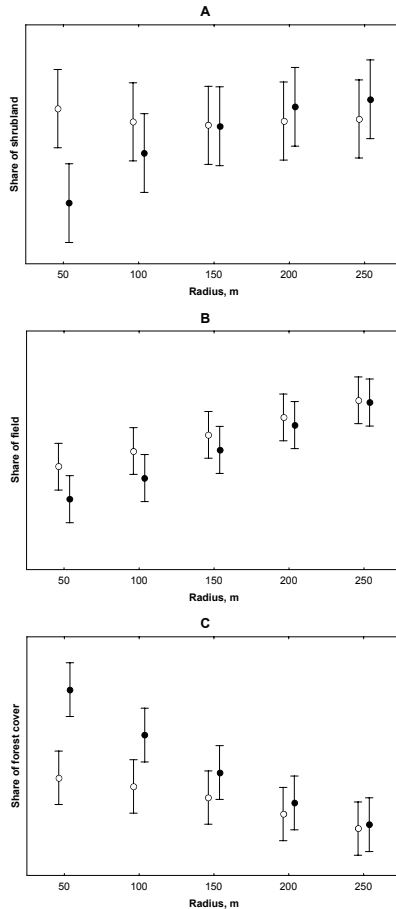 A
Share of shrubland
50 100 150 200 250
Radius, m
B
Share of field
50 100 150 200 250
Radius, m
C
Share of forest cover
50 100 150 200 250
Radius, m